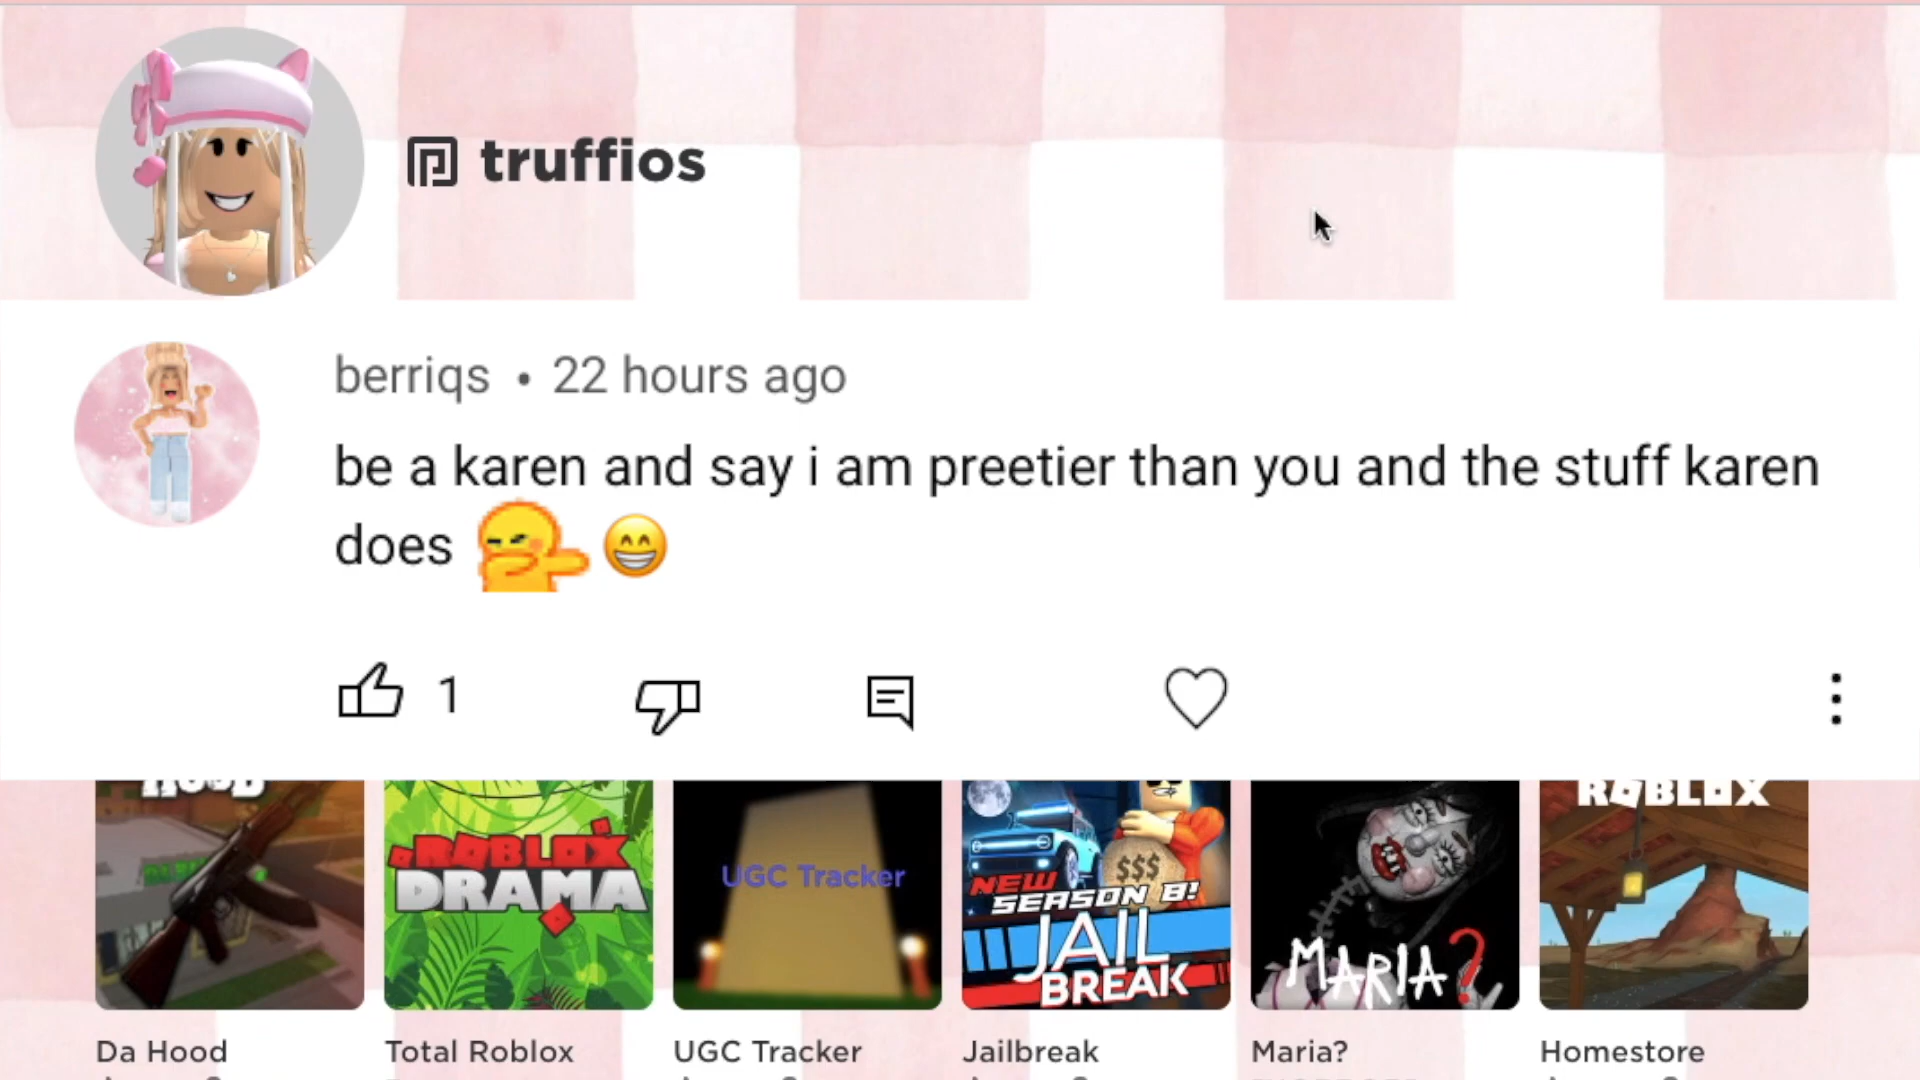 truffios
berriqs • 22 hours ago
be a karen and say i am preetier than you and the stuff karen
does
1
ROBLOX
ROBLOX
DRAMA
UGC Tracker
$$$
NEW
SEASON 8!
JAIL
BREAK
MARIA?
Da Hood
Total Roblox
UGC Tracker
Jailbreak
Maria?
Homestore